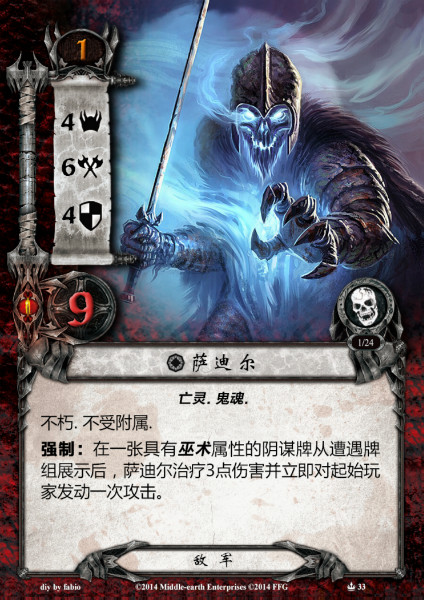 1
4
6
4
9
1/24
萨迪尔
亡灵. 鬼魂.
不朽. 不受附属.
强制：在一张具有巫术属性的阴谋牌从遭遇牌
组展示后，萨迪尔治疗3点伤害并立即对起始玩
家发动一次攻击。
敌军
diy by fabio ©2014 Middle-earth Enterprises ©2014 FFG 33